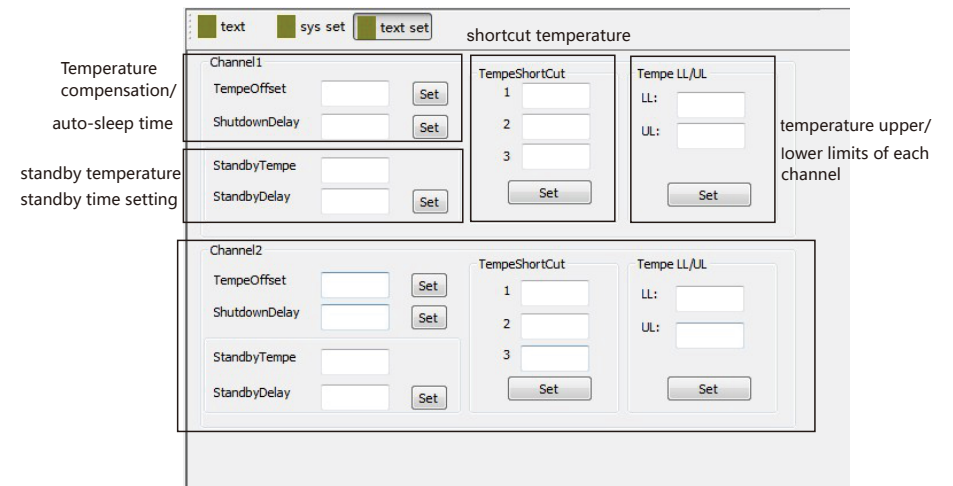 text
sys set
text set
shortcut temperature
Temperature
compensation/
auto-sleep time
standby temperature
standby time setting
Channel1
TempeOffset
Set
ShutdownDelay
Set
StandbyTempe
StandbyDelay
Set
TempeShortCut
1
2
3
Set
Tempe LL/UL
LL:
UL:
Set
temperature upper/
lower limits of each
channel
Channel2
TempeOffset
Set
ShutdownDelay
Set
StandbyTempe
StandbyDelay
Set
TempeShortCut
1
2
3
Set
Tempe LL/UL
LL:
UL:
Set